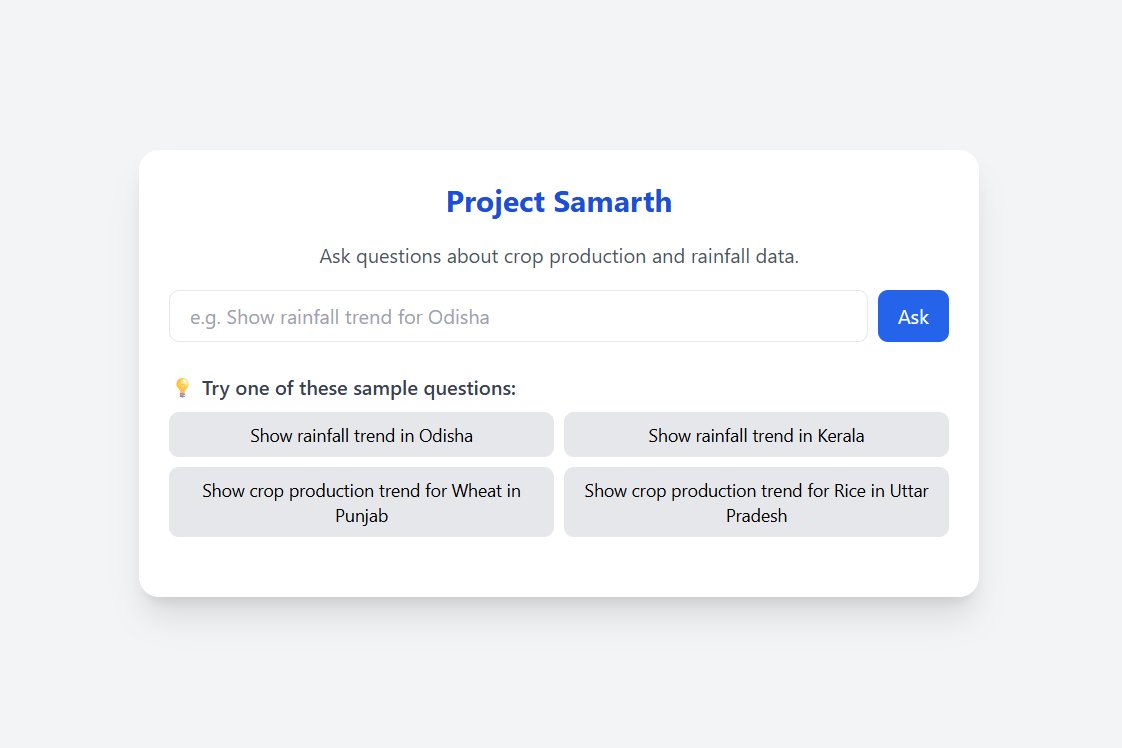 Project Samarth
Ask questions about crop production and rainfall data.
e.g. Show rainfall trend for Odisha
Ask
💡 Try one of these sample questions:
Show rainfall trend in Odisha
Show rainfall trend in Kerala
Show crop production trend for Wheat in
Punjab
Show crop production trend for Rice in Uttar
Pradesh